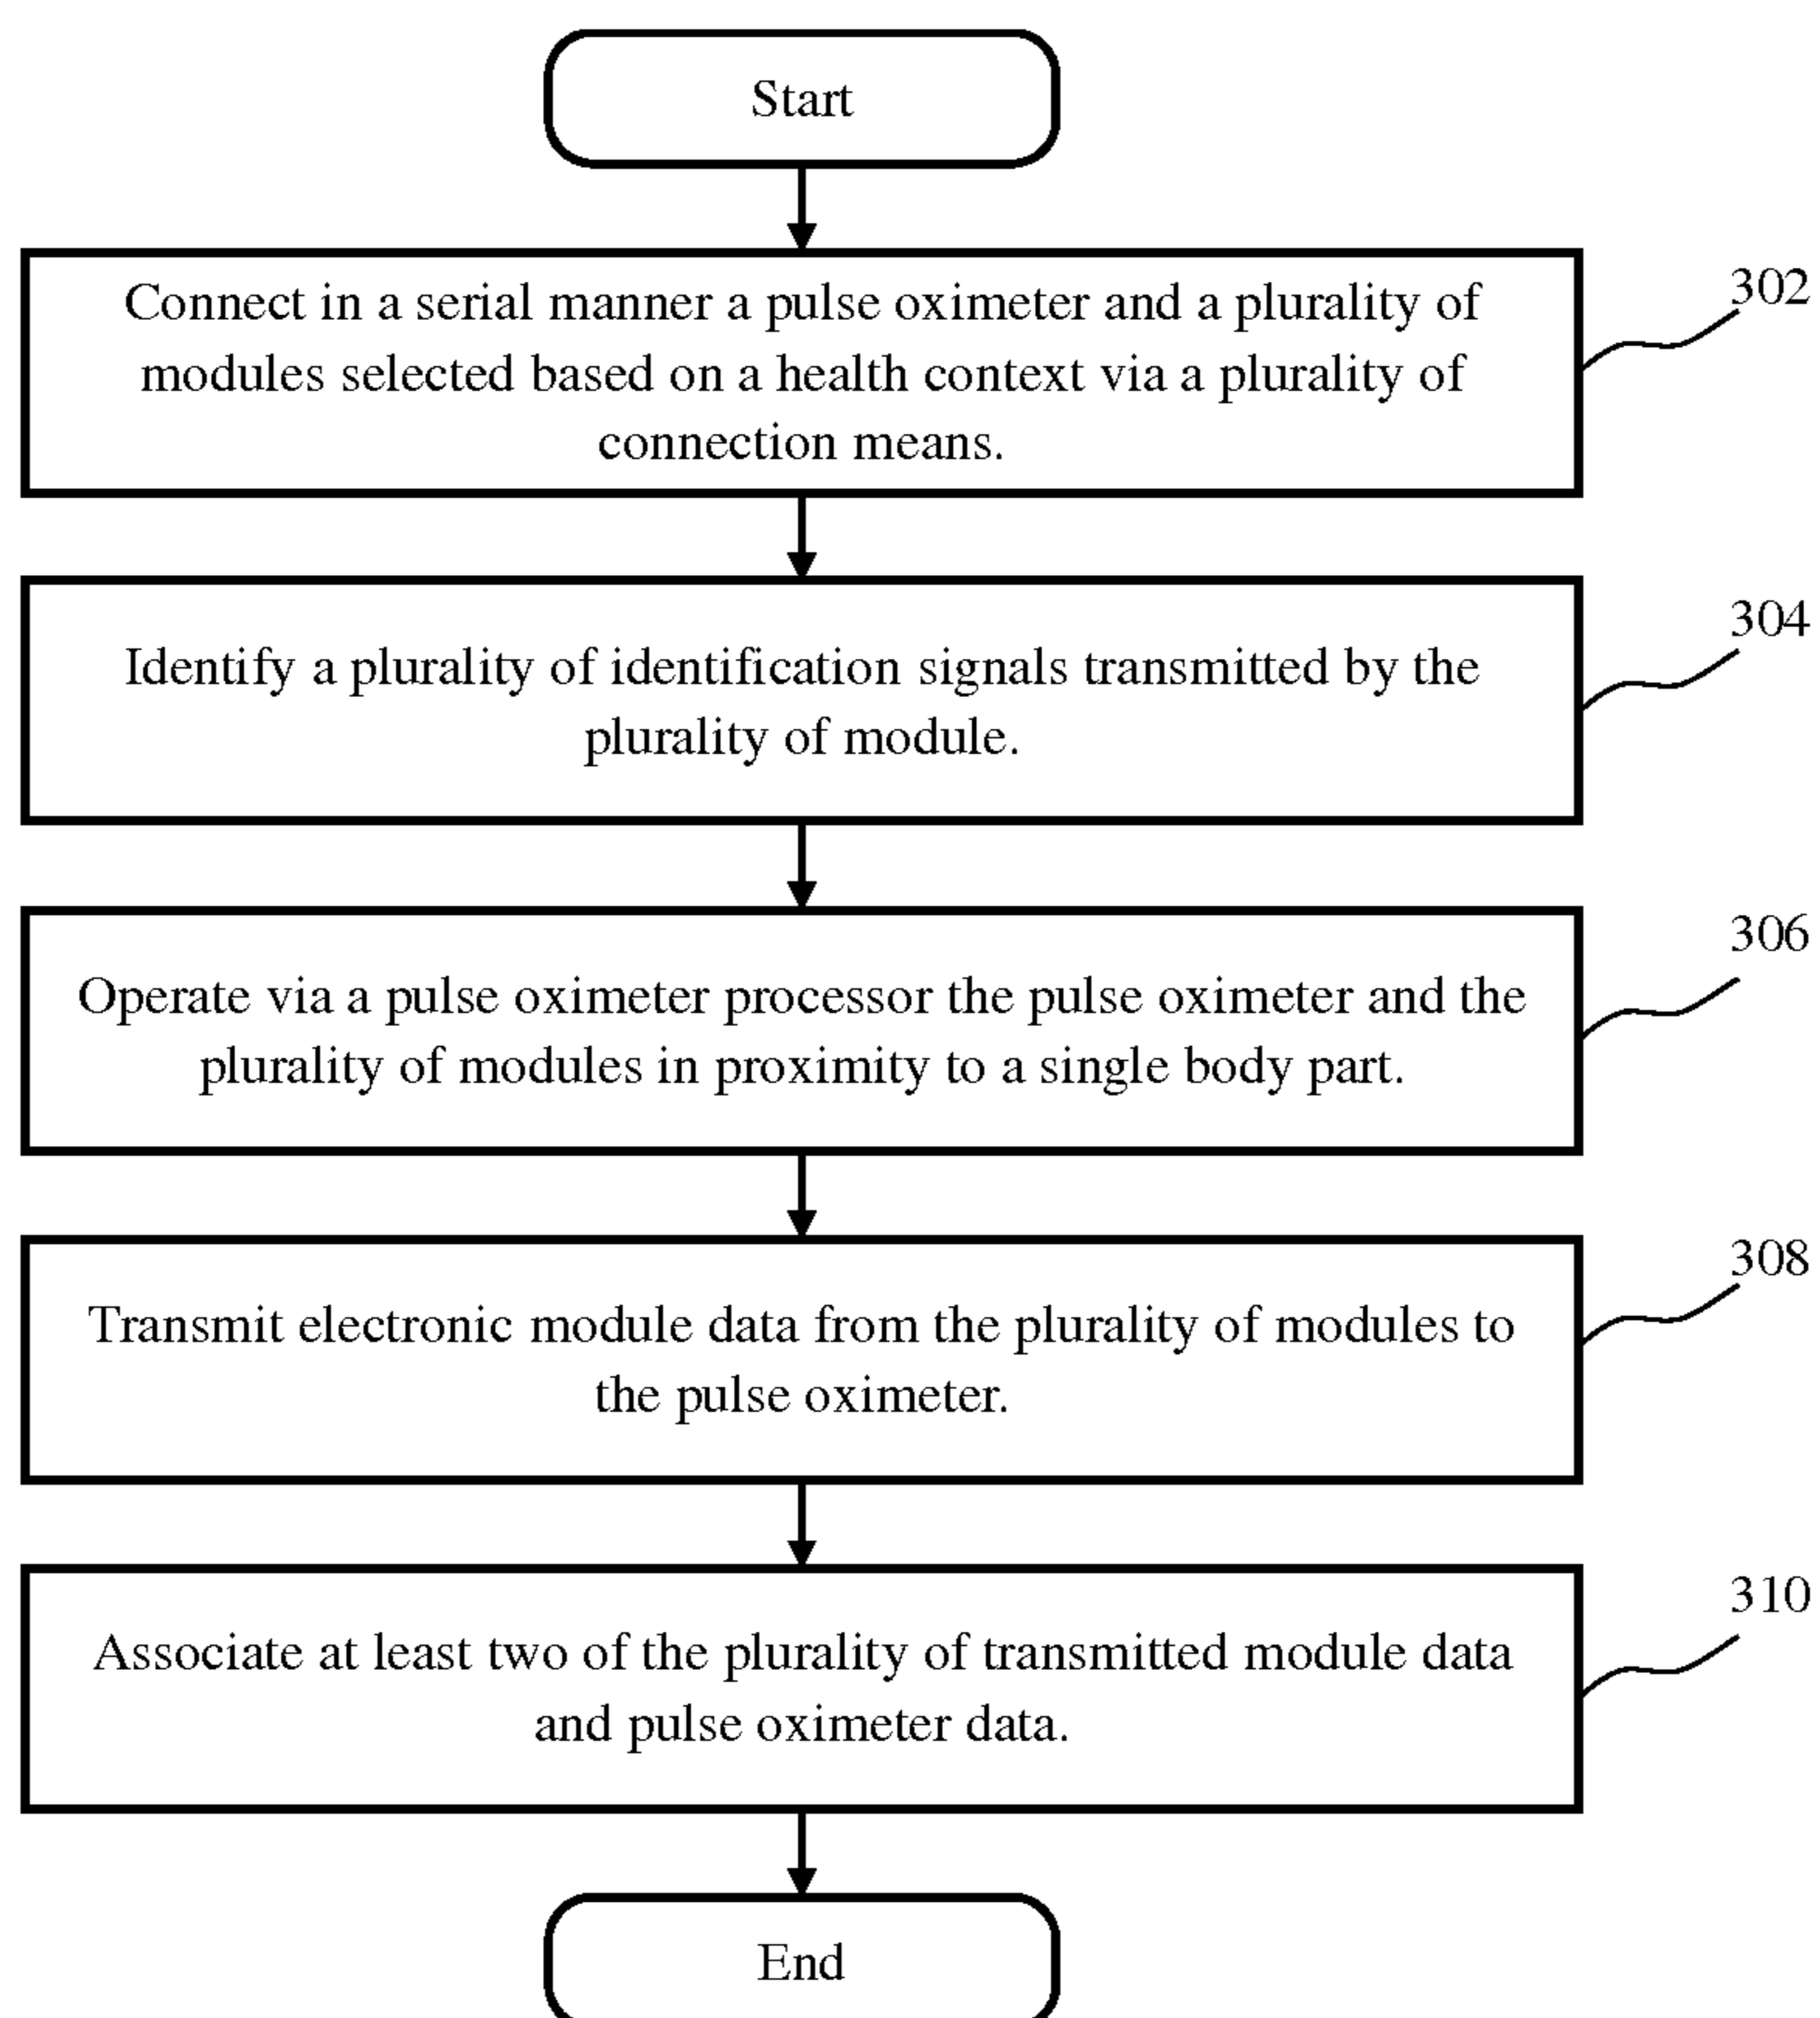 Start
Connect in a serial manner a pulse oximeter and a plurality of
modules selected based on a health context via a plurality of
connection means.
302
Identify a plurality of identification signals transmitted by the
plurality of module.
304
Operate via a pulse oximeter processor the pulse oximeter and the
plurality of modules in proximity to a single body part.
306
Transmit electronic module data from the plurality of modules to
the pulse oximeter.
308
Associate at least two of the plurality of transmitted module data
and pulse oximeter data.
310
End